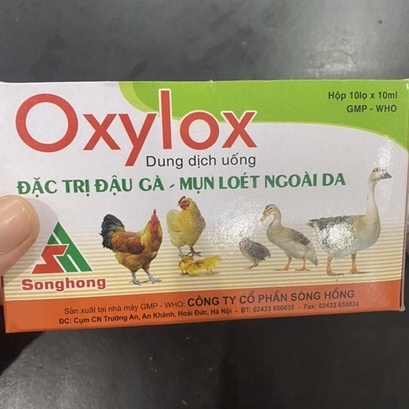 Hộp 10lọ x 10ml
GMP - WHO
Oxylox
Dung dịch uống
ĐẶC TRỊ ĐẬU GÀ - MỤN LOÉT NGOÀI DA
Songhong
Sản xuất tại nhà máy GMP - WHO: CÔNG TY CỔ PHẦN SÔNG HỒNG
ĐC: Cụm CN Trường An, An Khánh, Hoài Đức, Hà Nội - ĐT: 02433 650835 - Fax: 02433 650834